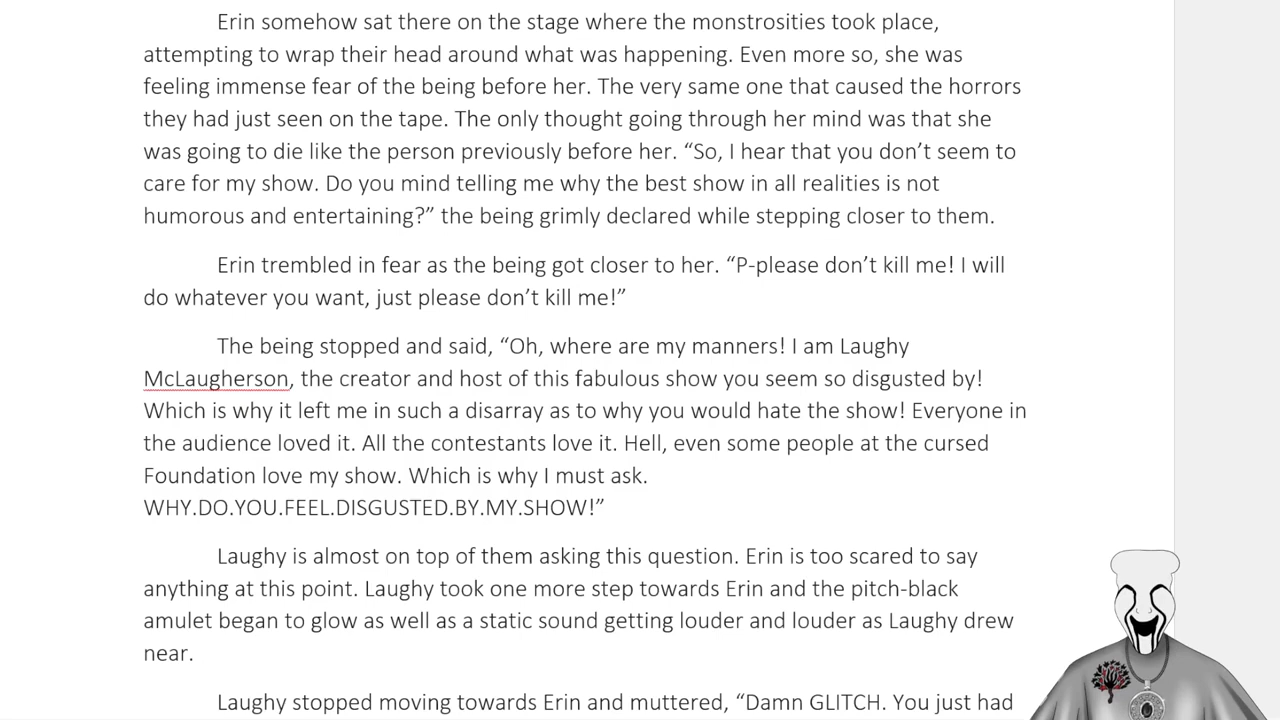 Erin somehow sat there on the stage where the monstrosities took place,
attempting to wrap their head around what was happening. Even more so, she was
feeling immense fear of the being before her. The very same one that caused the horrors
they had just seen on the tape. The only thought going through her mind was that she
was going to die like the person previously before her. “So, I hear that you don’t seem to
care for my show. Do you mind telling me why the best show in all realities is not
humorous and entertaining?” the being grimly declared while stepping closer to them.
Erin trembled in fear as the being got closer to her. “P-please don’t kill me! I will
do whatever you want, just please don’t kill me!”
The being stopped and said, “Oh, where are my manners! I am Laughy
McLaugherson, the creator and host of this fabulous show you seem so disgusted by!
Which is why it left me in such a disarray as to why you would hate the show! Everyone in
the audience loved it. All the contestants love it. Hell, even some people at the cursed
Foundation love my show. Which is why I must ask.
WHY.DO.YOU.FEEL.DISGUSTED.BY.MY.SHOW!”
Laughy is almost on top of them asking this question. Erin is too scared to say
anything at this point. Laughy took one more step towards Erin and the pitch-black
amulet began to glow as well as a static sound getting louder and louder as Laughy drew
near.
Laughy stopped moving towards Erin and muttered, “Damn GLITCH. You just had